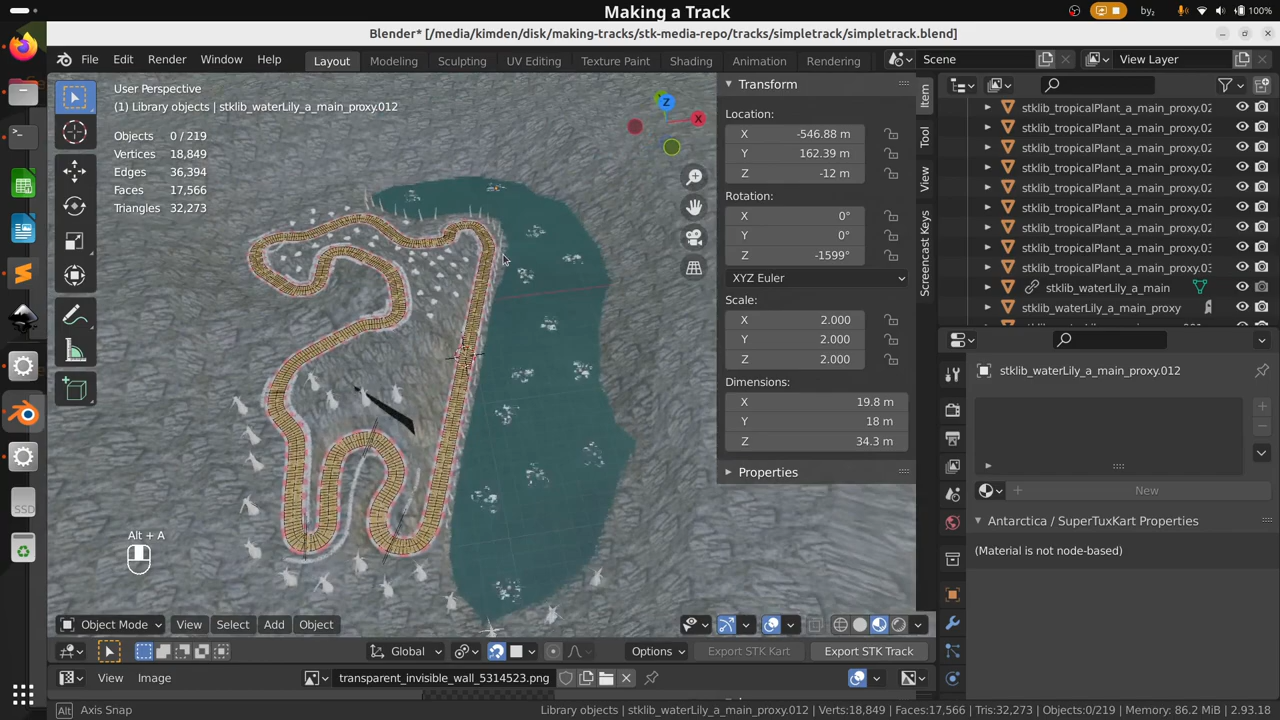 Making a Track
by₂
100%
Blender* [/media/kimden/disk/making-tracks/stk-media-repo/tracks/simpletrack/simpletrack.blend]
File Edit Render Window Help
Layout Modeling Sculpting UV Editing Texture Paint Shading Animation Rendering
Scene
View Layer
User Perspective
(1) Library objects | stklib_waterLily_a_main_proxy.012
Objects 0 / 219
Vertices 18,849
Edges 36,394
Faces 17,566
Triangles 32,273
Z
X
Transform
Location:
X -546.88 m
Y 162.39 m
Z -12 m
Rotation:
X 0°
Y 0°
Z -1599°
XYZ Euler
Scale:
X 2.000
Y 2.000
Z 2.000
Dimensions:
X 19.8 m
Y 18 m
Z 34.3 m
Properties
Item
Tool
View
Screencast Keys
stklib_tropicalPlant_a_main_proxy.02
stklib_tropicalPlant_a_main_proxy.02
stklib_tropicalPlant_a_main_proxy.02
stklib_tropicalPlant_a_main_proxy.02
stklib_tropicalPlant_a_main_proxy.02
stklib_tropicalPlant_a_main_proxy.02
stklib_tropicalPlant_a_main_proxy.02
stklib_tropicalPlant_a_main_proxy.03
stklib_tropicalPlant_a_main_proxy.03
stklib_waterLily_a_main
stklib_waterLily_a_main_proxy
stklib_waterLily_a_main_proxy.012
New
Antarctica / SuperTuxKart Properties
(Material is not node-based)
Alt + A
Object Mode View Select Add Object
Global
Options
Export STK Kart
Export STK Track
View Image
transparent_invisible_wall_5314523.png
SSD
Alt Axis Snap
Library objects | stklib_waterLily_a_main_proxy.012 | Verts:18,849 | Faces:17,566 | Tris:32,273 | Objects:0/219 | Memory: 86.2 MiB | 2.93.18